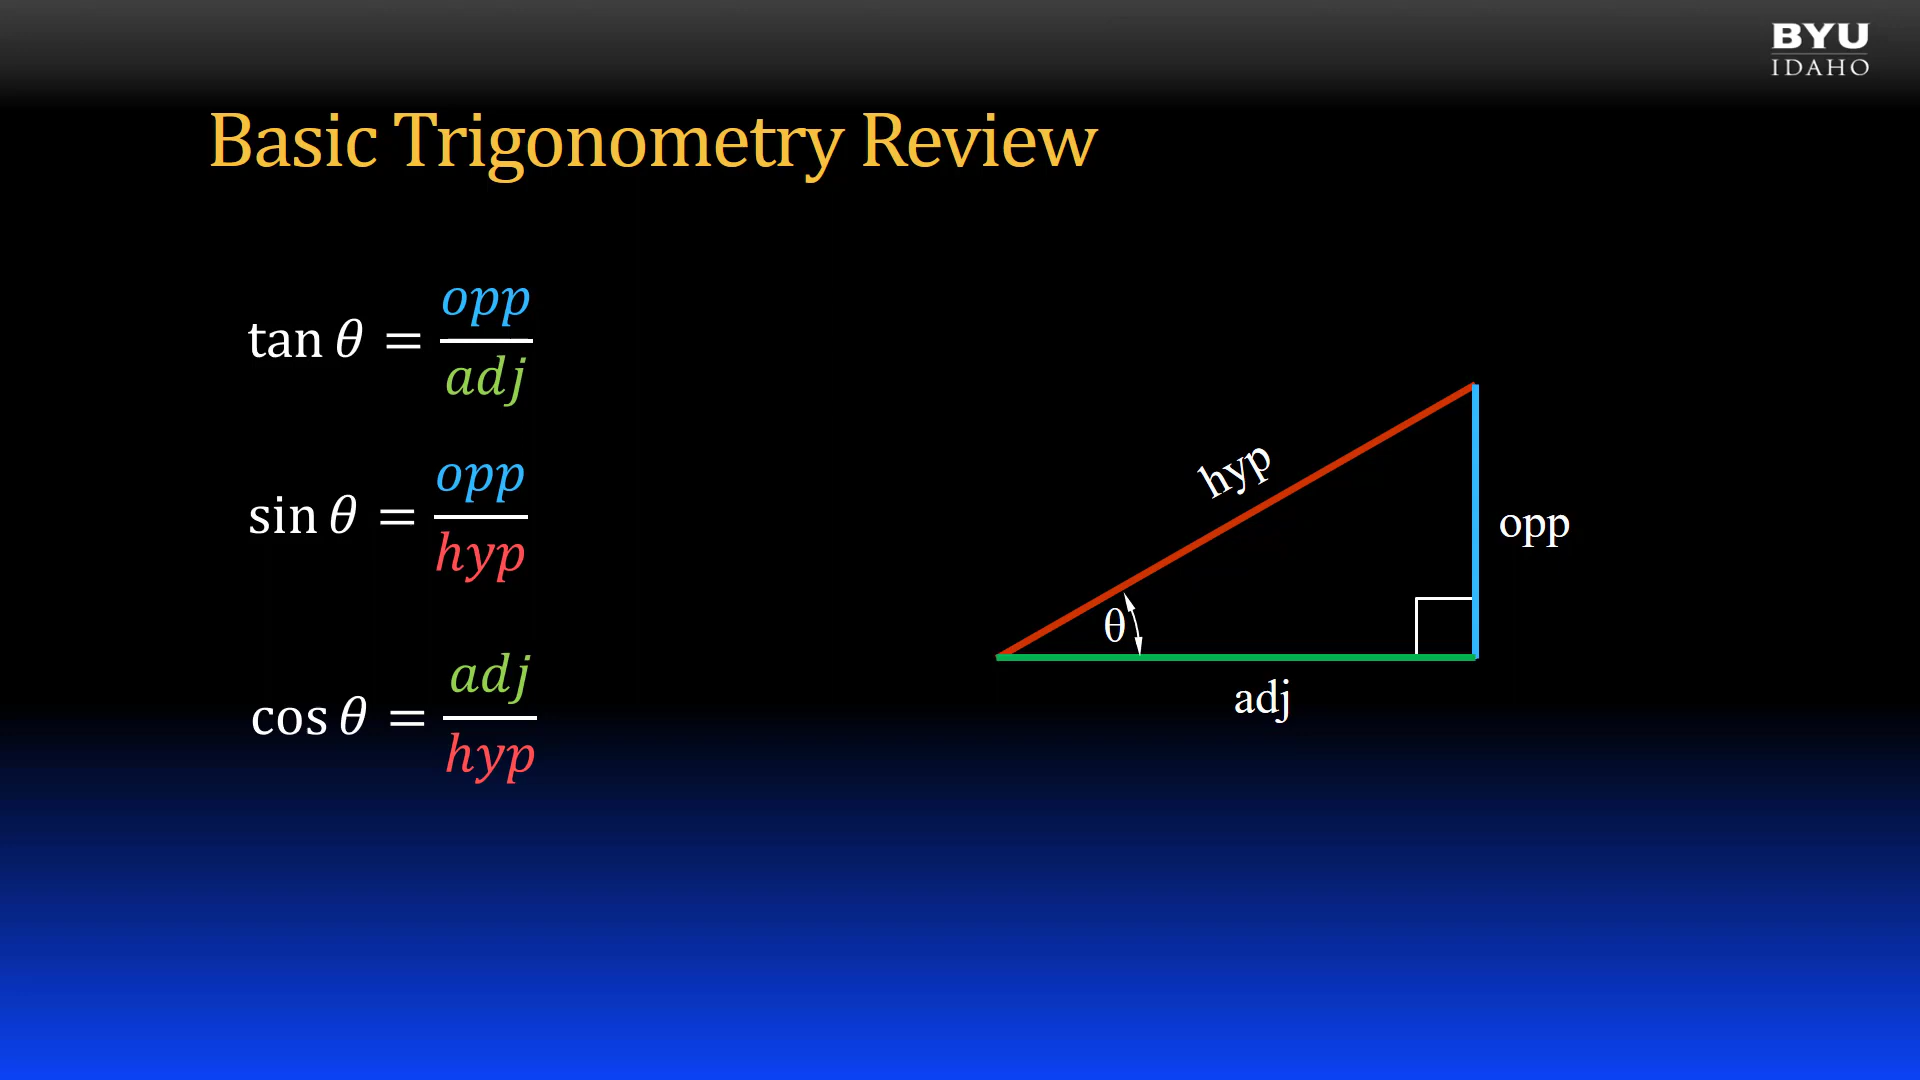 BYU
IDAHO
Basic Trigonometry Review
tan θ = opp/adj
sin θ = opp/hyp
cos θ = adj/hyp
hyp
opp
θ
adj